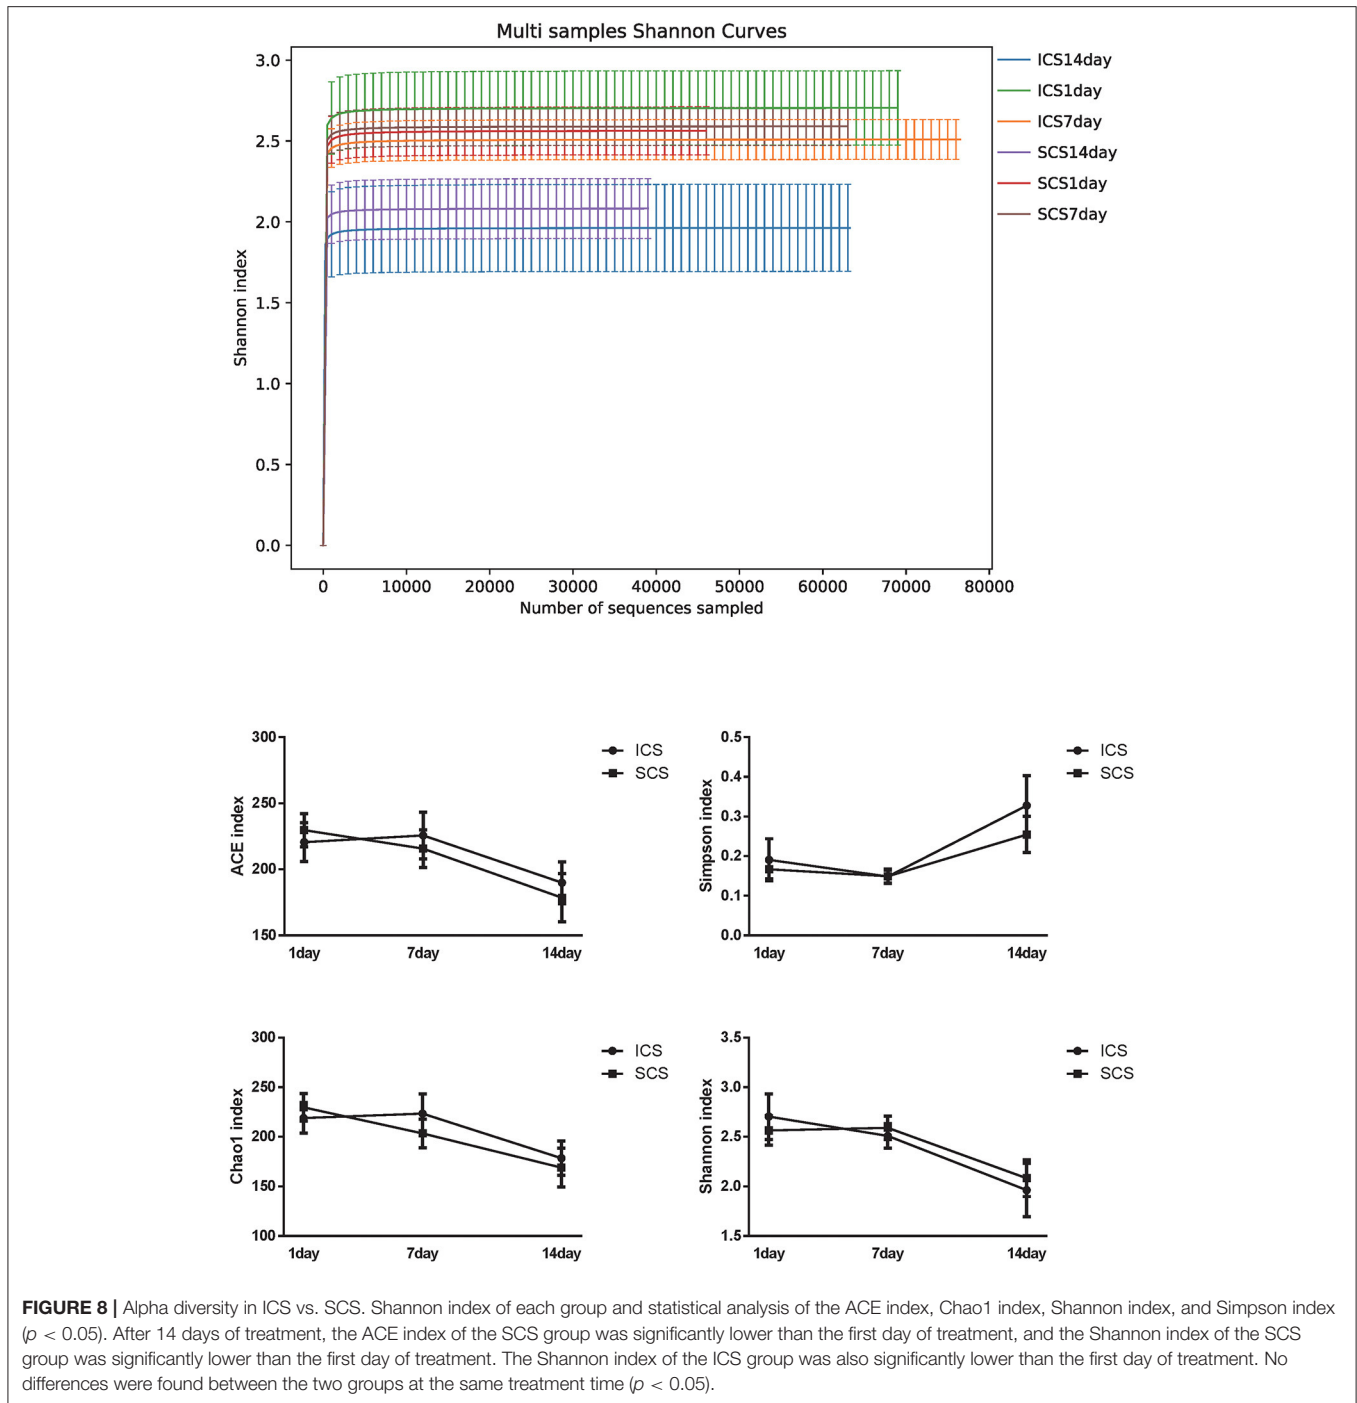 Multi samples Shannon Curves
3.0
2.5
2.0
1.5
1.0
0.5
0.0
Shannon index
0 10000 20000 30000 40000 50000 60000 70000 80000
Number of sequences sampled
ICS14day
ICS1day
ICS7day
SCS14day
SCS1day
SCS7day
300
250
200
150
ACE index
1day 7day 14day
ICS
SCS
0.5
0.4
0.3
0.2
0.1
0.0
Simpson index
1day 7day 14day
ICS
SCS
300
250
200
150
100
Chao1 index
1day 7day 14day
ICS
SCS
3.5
3.0
2.5
2.0
1.5
Shannon index
1day 7day 14day
ICS
SCS
FIGURE 8 | Alpha diversity in ICS vs. SCS. Shannon index of each group and statistical analysis of the ACE index, Chao1 index, Shannon index, and Simpson index
(p < 0.05). After 14 days of treatment, the ACE index of the SCS group was significantly lower than the first day of treatment, and the Shannon index of the SCS
group was significantly lower than the first day of treatment. The Shannon index of the ICS group was also significantly lower than the first day of treatment. No
differences were found between the two groups at the same treatment time (p < 0.05).